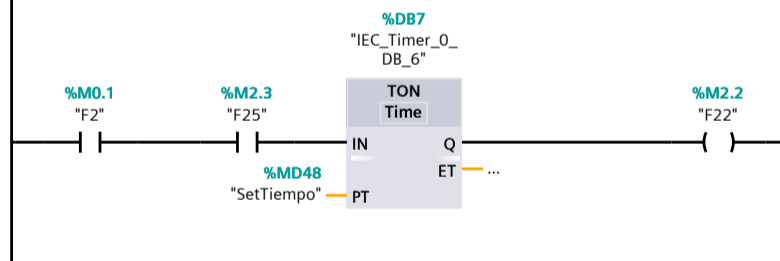 %DB7
"IEC_Timer_0_
DB_6"
%M0.1
"F2"
%M2.3
"F25"
TON
Time
%M2.2
"F22"
IN
Q
%MD48
"SetTiempo"
PT
ET
...